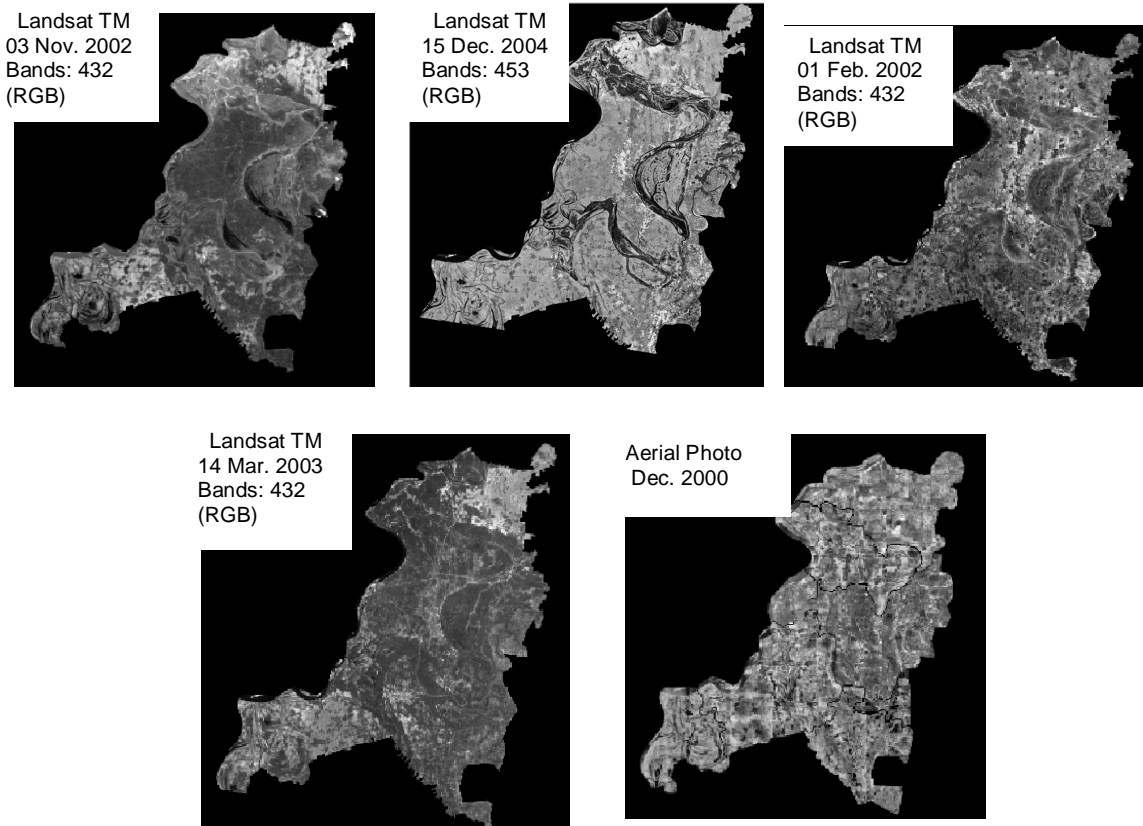 Landsat TM
03 Nov. 2002
Bands: 432
(RGB)
Landsat TM
15 Dec. 2004
Bands: 453
(RGB)
Landsat TM
01 Feb. 2002
Bands: 432
(RGB)
Landsat TM
14 Mar. 2003
Bands: 432
(RGB)
Aerial Photo
Dec. 2000